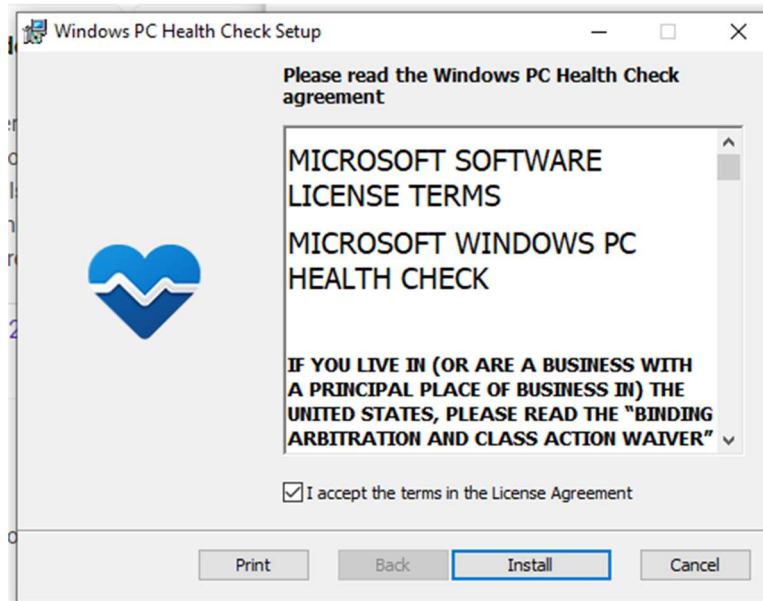 Windows PC Health Check Setup
Please read the Windows PC Health Check
agreement
MICROSOFT SOFTWARE
LICENSE TERMS
MICROSOFT WINDOWS PC
HEALTH CHECK
IF YOU LIVE IN (OR ARE A BUSINESS WITH
A PRINCIPAL PLACE OF BUSINESS IN) THE
UNITED STATES, PLEASE READ THE “BINDING
ARBITRATION AND CLASS ACTION WAIVER”
I accept the terms in the License Agreement
Print Back Install Cancel